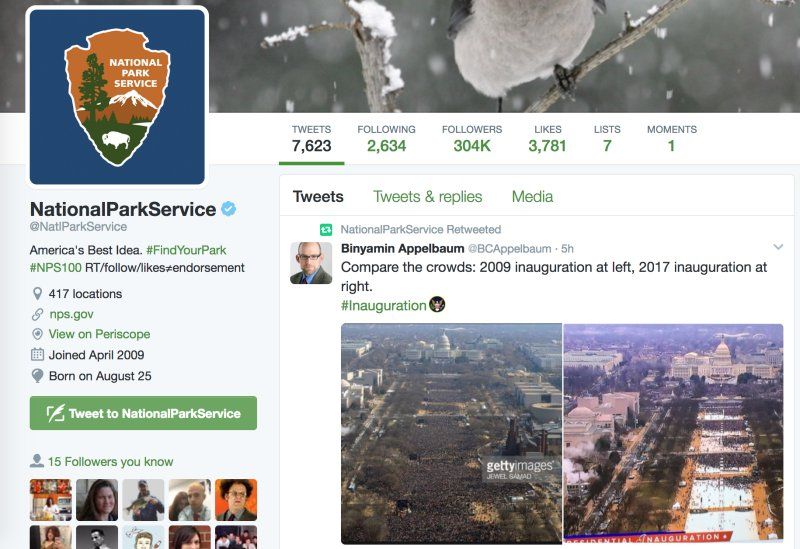 NATIONAL
PARK
SERVICE
TWEETS
7,623
FOLLOWING
2,634
FOLLOWERS
304K
LIKES
3,781
LISTS
7
MOMENTS
1
NationalParkService
@NatlParkService
America's Best Idea. #FindYourPark
#NPS100 RT/follow/likes≠endorsement
417 locations
nps.gov
View on Periscope
Joined April 2009
Born on August 25
Tweet to NationalParkService
15 Followers you know
Tweets
Tweets & replies
Media
NationalParkService Retweeted
Binyamin Appelbaum @BCAppelbaum · 5h
Compare the crowds: 2009 inauguration at left, 2017 inauguration at
right.
#Inauguration
gettyimages
JEWEL SAMAD
RESIDENTIAL INAUGURATION